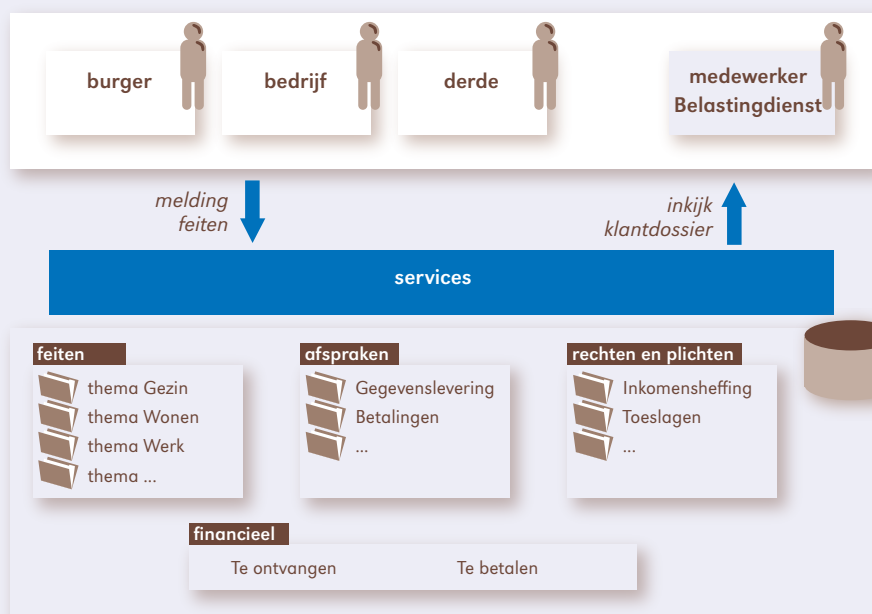 burger
bedrijf
derde
medewerker
Belastingdienst
melding
feiten
inkijk
klantdossier
services
feiten
thema Gezin
thema Wonen
thema Werk
thema ...
afspraken
Gegevenslevering
Betalingen
...
rechten en plichten
Inkomensheffing
Toeslagen
...
financieel
Te ontvangen
Te betalen